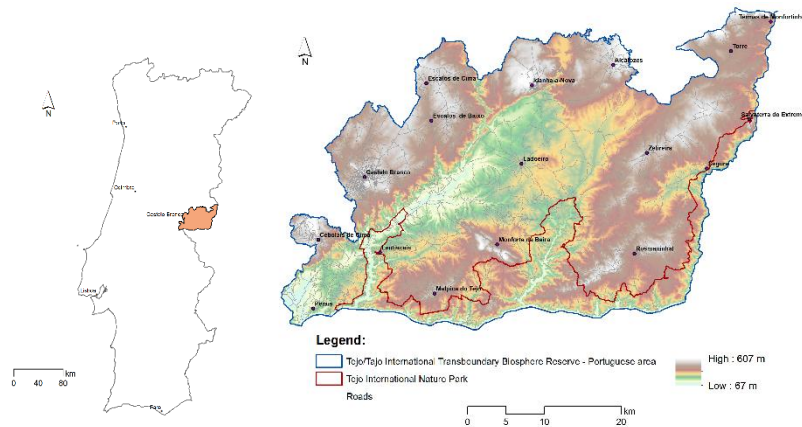 N
Porto
Coimbra
Castelo Branco
Lisboa
Faro
km
0 40 80
N
Termas de Monfortinh
Torre
Alcafozes
Idanha-a-Nova
Escalos de Cima
Escalos de Baixo
Salvaterra do Extrem
Zebreira
Ladoeiro
Segura
Castelo Branco
Cebolais de Cima
Monforte da Beira
Lentiscais
Rosmaninhal
Malpica do Tejo
Legend:
Tejo/Tajo International Transboundary Biosphere Reserve - Portuguese area
Tejo International Nature Park
Roads
High : 607 m
Low : 67 m
km
0 5 10 20